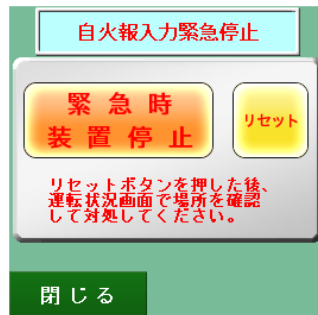 自火報入力緊急停止
緊急時
装置停止
リセット
リセットボタンを押した後、
運転状況画面で場所を確認
して対処してください。
閉じる